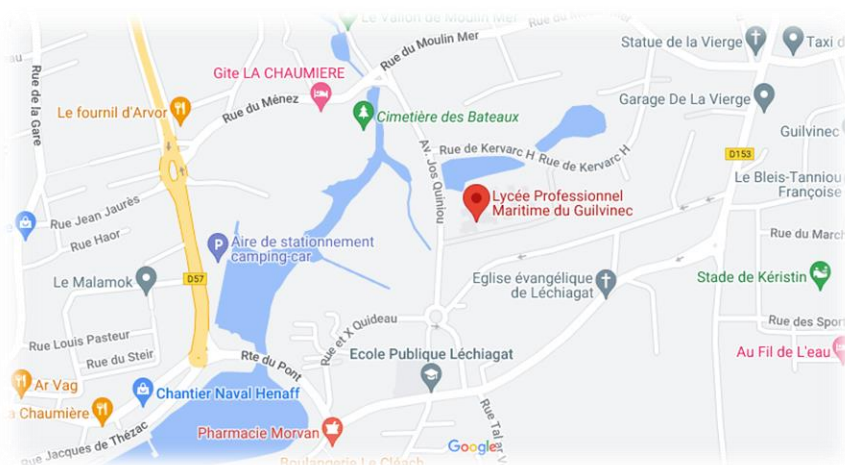 Le Vallon de Moulin Mer
Rue du Moulin Mer
Statue de la Vierge
Taxi d
Rue de la Gare
Gite LA CHAUMIERE
Garage De La Vierge
Le fournil d'Arvor
Rue du Ménez
Cimetière des Bateaux
Guilvinec
Av. Jos Quiniou
Rue de Kervarc H
Rue de Kervarc H
D153
Le Bleis-Tanniou
Françoise
Lycée Professionnel
Maritime du Guilvinec
Rue Jean Jaurès
Rue Haor
Aire de stationnement
camping-car
Rue du March
Le Malamok
D57
Eglise évangélique
de Léchiagat
Stade de Kéristin
Rue et X Quideau
Rue des Sport
Rue Louis Pasteur
Rue du Steir
Rte du Pont
Ecole Publique Léchiagat
Au Fil de L'eau
Ar Vag
Chantier Naval Henaff
a Chaumière
Rue Tal ar V
Pharmacie Morvan
Rue Jacques de Thézac
Google
Boulangerie Le Cléach